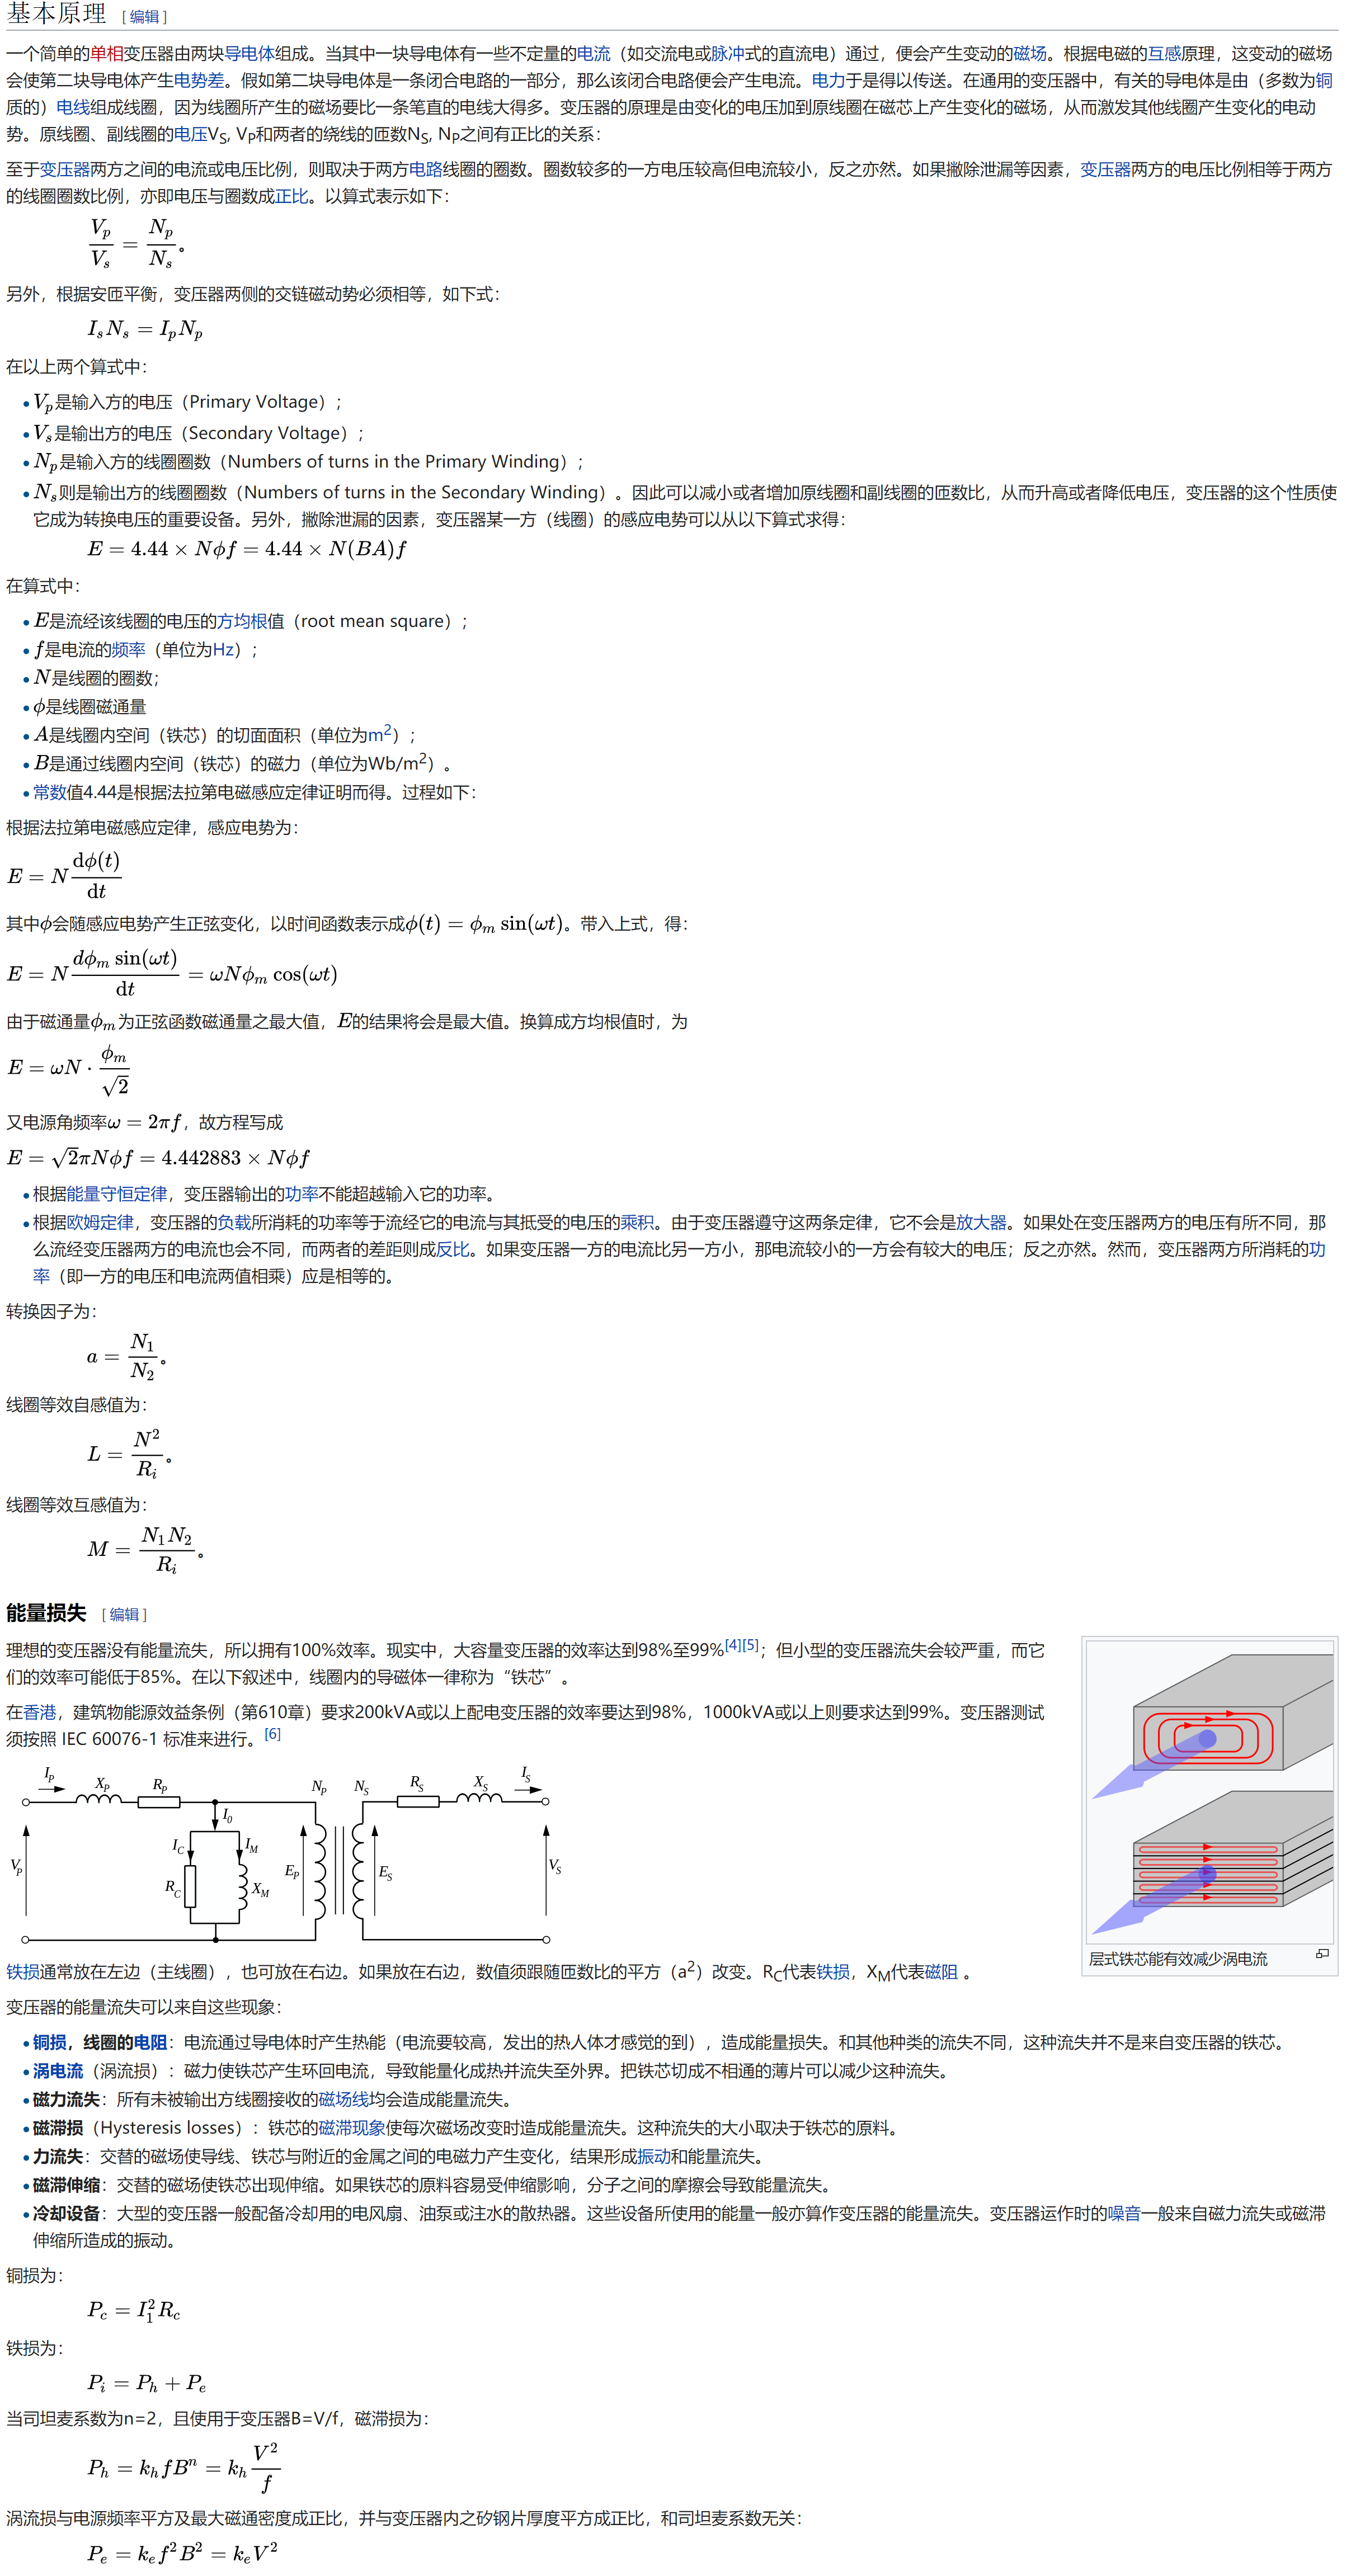 基本原理 [ 编辑 ]
一个简单的单相变压器由两块导电体组成。当其中一块导电体有一些不定量的电流（如交流电或脉冲式的直流电）通过，便会产生变动的磁场。根据电磁的互感原理，这变动的磁场
会使第二块导电体产生电势差。假如第二块导电体是一条闭合电路的一部分，那么该闭合电路便会产生电流。电力于是得以传送。在通用的变压器中，有关的导电体是由（多数为铜
质的）电线组成线圈，因为线圈所产生的磁场要比一条笔直的电线大得多。变压器的原理是由变化的电压加到原线圈在磁芯上产生变化的磁场，从而激发其他线圈产生变化的电动
势。原线圈、副线圈的电压V_S, V_P和两者的绕线的匝数N_S, N_P之间有正比的关系：
至于变压器两方之间的电流或电压比例，则取决于两方电路线圈的圈数。圈数较多的一方电压较高但电流较小，反之亦然。如果撇除泄漏等因素，变压器两方的电压比例相等于两方
的线圈圈数比例，亦即电压与圈数成正比。以算式表示如下：
V_p/V_s = N_p/N_s。
另外，根据安匝平衡，变压器两侧的交链磁动势必须相等，如下式：
I_s N_s = I_p N_p
在以上两个算式中：
• V_p是输入方的电压（Primary Voltage）；
• V_s是输出方的电压（Secondary Voltage）；
• N_p是输入方的线圈圈数（Numbers of turns in the Primary Winding）；
• N_s则是输出方的线圈圈数（Numbers of turns in the Secondary Winding）。因此可以减小或者增加原线圈和副线圈的匝数比，从而升高或者降低电压，变压器的这个性质使
它成为转换电压的重要设备。另外，撇除泄漏的因素，变压器某一方（线圈）的感应电势可以从以下算式求得：
E = 4.44 × Nϕf = 4.44 × N(BA)f
在算式中：
• E是流经该线圈的电压的方均根值（root mean square）；
• f是电流的频率（单位为Hz）；
• N是线圈的圈数；
• ϕ是线圈磁通量
• A是线圈内空间（铁芯）的切面面积（单位为m²）；
• B是通过线圈内空间（铁芯）的磁力（单位为Wb/m²）。
• 常数值4.44是根据法拉第电磁感应定律证明而得。过程如下：
根据法拉第电磁感应定律，感应电势为：
E = N dϕ(t)/dt
其中ϕ会随感应电势产生正弦变化，以时间函数表示成ϕ(t) = ϕ_m sin(ωt)。带入上式，得：
E = N dϕ_m sin(ωt)/dt = ωNϕ_m cos(ωt)
由于磁通量ϕ_m为正弦函数磁通量之最大值，E的结果将会是最大值。换算成方均根值时，为
E = ωN · ϕ_m/√2
又电源角频率ω = 2πf，故方程写成
E = √2πNϕf = 4.442883 × Nϕf
• 根据能量守恒定律，变压器输出的功率不能超越输入它的功率。
• 根据欧姆定律，变压器的负载所消耗的功率等于流经它的电流与其抵受的电压的乘积。由于变压器遵守这两条定律，它不会是放大器。如果处在变压器两方的电压有所不同，那
么流经变压器两方的电流也会不同，而两者的差距则成反比。如果变压器一方的电流比另一方小，那电流较小的一方会有较大的电压；反之亦然。然而，变压器两方所消耗的功
率（即一方的电压和电流两值相乘）应是相等的。
转换因子为：
a = N_1/N_2。
线圈等效自感值为：
L = N²/R_i。
线圈等效互感值为：
M = N_1 N_2/R_i。
能量损失 [ 编辑 ]
理想的变压器没有能量流失，所以拥有100%效率。现实中，大容量变压器的效率达到98%至99%[4][5]；但小型的变压器流失会较严重，而它
们的效率可能低于85%。在以下叙述中，线圈内的导磁体一律称为“铁芯”。
在香港，建筑物能源效益条例（第610章）要求200kVA或以上配电变压器的效率要达到98%，1000kVA或以上则要求达到99%。变压器测试
须按照 IEC 60076-1 标准来进行。[6]
I_P X_P R_P N_P N_S R_S X_S I_S
I_0
I_C I_M
V_P R_C X_M E_P E_S V_S
层式铁芯能有效减少涡电流
铁损通常放在左边（主线圈），也可放在右边。如果放在右边，数值须跟随匝数比的平方（a²）改变。R_C代表铁损，X_M代表磁阻 。
变压器的能量流失可以来自这些现象：
• 铜损，线圈的电阻：电流通过导电体时产生热能（电流要较高，发出的热人体才感觉的到），造成能量损失。和其他种类的流失不同，这种流失并不是来自变压器的铁芯。
• 涡电流（涡流损）：磁力使铁芯产生环回电流，导致能量化成热并流失至外界。把铁芯切成不相通的薄片可以减少这种流失。
• 磁力流失：所有未被输出方线圈接收的磁场线均会造成能量流失。
• 磁滞损（Hysteresis losses）：铁芯的磁滞现象使每次磁场改变时造成能量流失。这种流失的大小取决于铁芯的原料。
• 力流失：交替的磁场使导线、铁芯与附近的金属之间的电磁力产生变化，结果形成振动和能量流失。
• 磁滞伸缩：交替的磁场使铁芯出现伸缩。如果铁芯的原料容易受伸缩影响，分子之间的摩擦会导致能量流失。
• 冷却设备：大型的变压器一般配备冷却用的电风扇、油泵或注水的散热器。这些设备所使用的能量一般亦算作变压器的能量流失。变压器运作时的噪音一般来自磁力流失或磁滞
伸缩所造成的振动。
铜损为：
P_c = I_1² R_c
铁损为：
P_i = P_h + P_e
当司坦麦系数为n=2，且使用于变压器B=V/f，磁滞损为：
P_h = k_h f Bⁿ = k_h V²/f
涡流损与电源频率平方及最大磁通密度成正比，并与变压器内之矽钢片厚度平方成正比，和司坦麦系数无关：
P_e = k_e f² B² = k_e V²